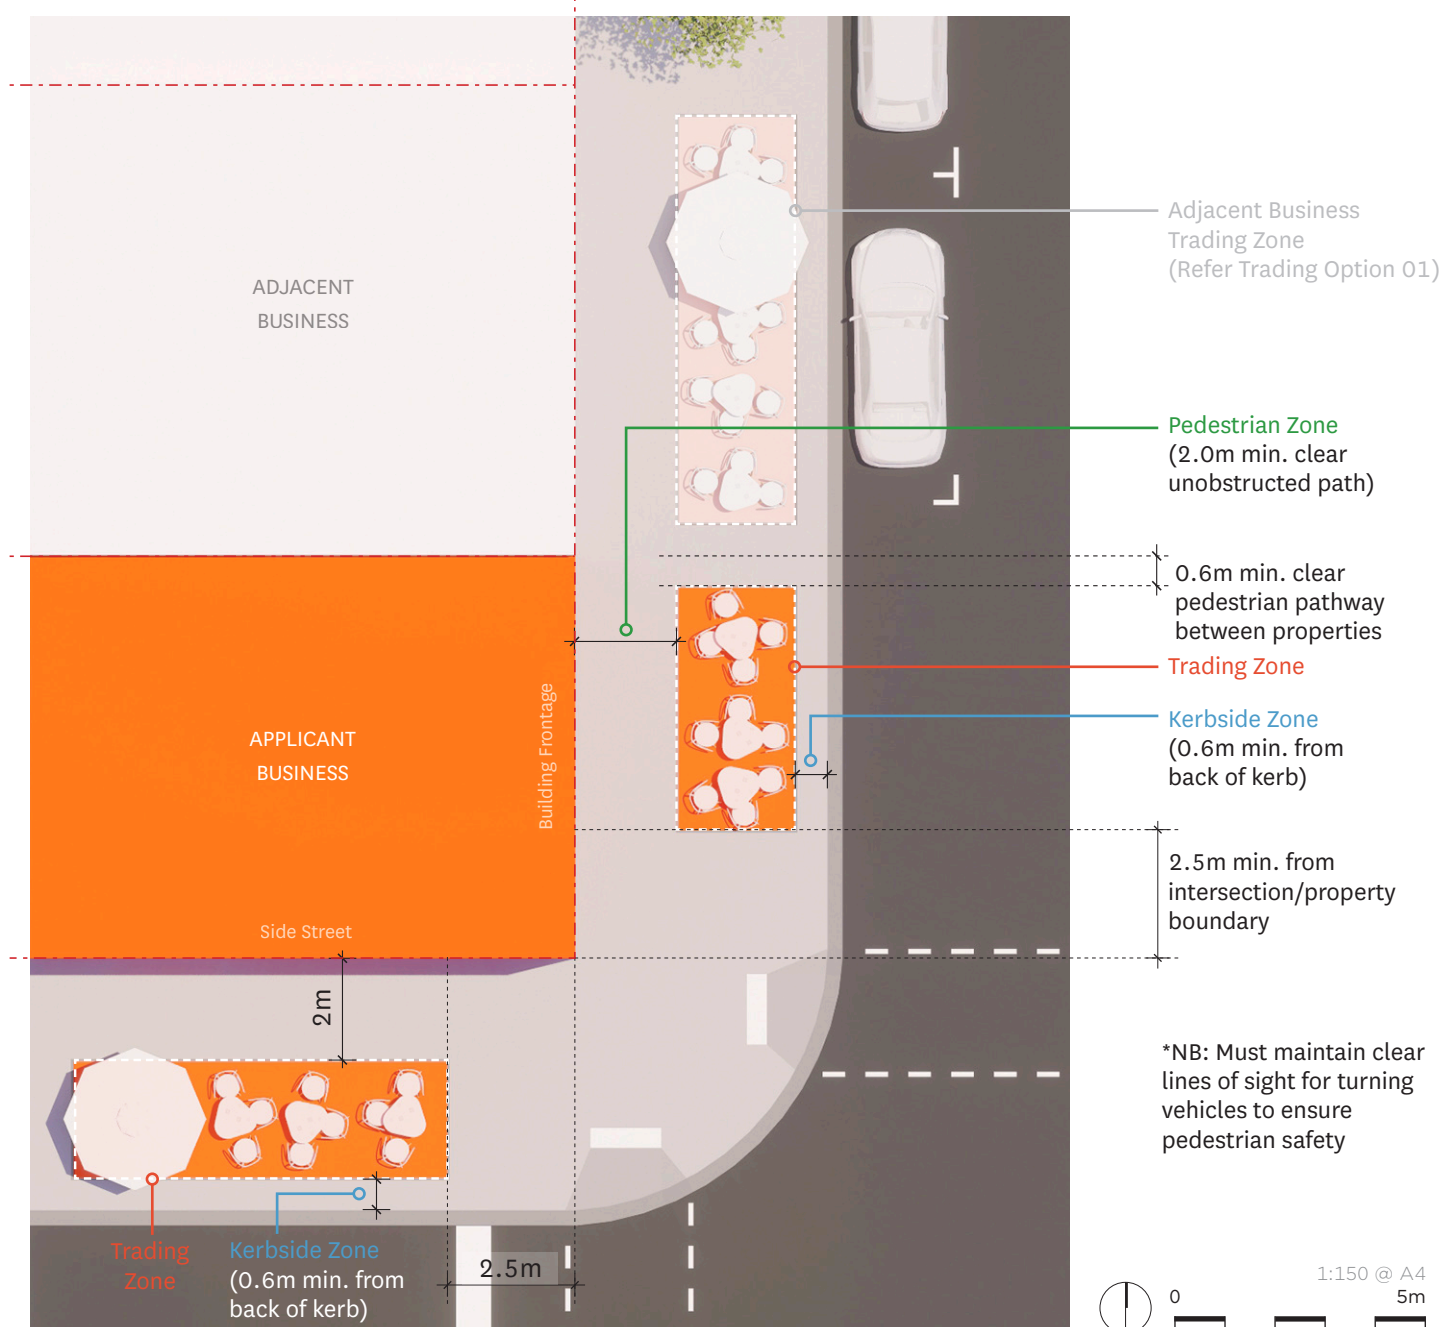 ADJACENT
BUSINESS
Adjacent Business
Trading Zone
(Refer Trading Option 01)
Pedestrian Zone
(2.0m min. clear
unobstructed path)
0.6m min. clear
pedestrian pathway
between properties
Trading Zone
Kerbside Zone
(0.6m min. from
back of kerb)
APPLICANT
BUSINESS
Building Frontage
Side Street
2.5m min. from
intersection/property
boundary
2m
*NB: Must maintain clear
lines of sight for turning
vehicles to ensure
pedestrian safety
Trading
Zone
Kerbside Zone
(0.6m min. from
back of kerb)
2.5m
1:150 @ A4
0 5m